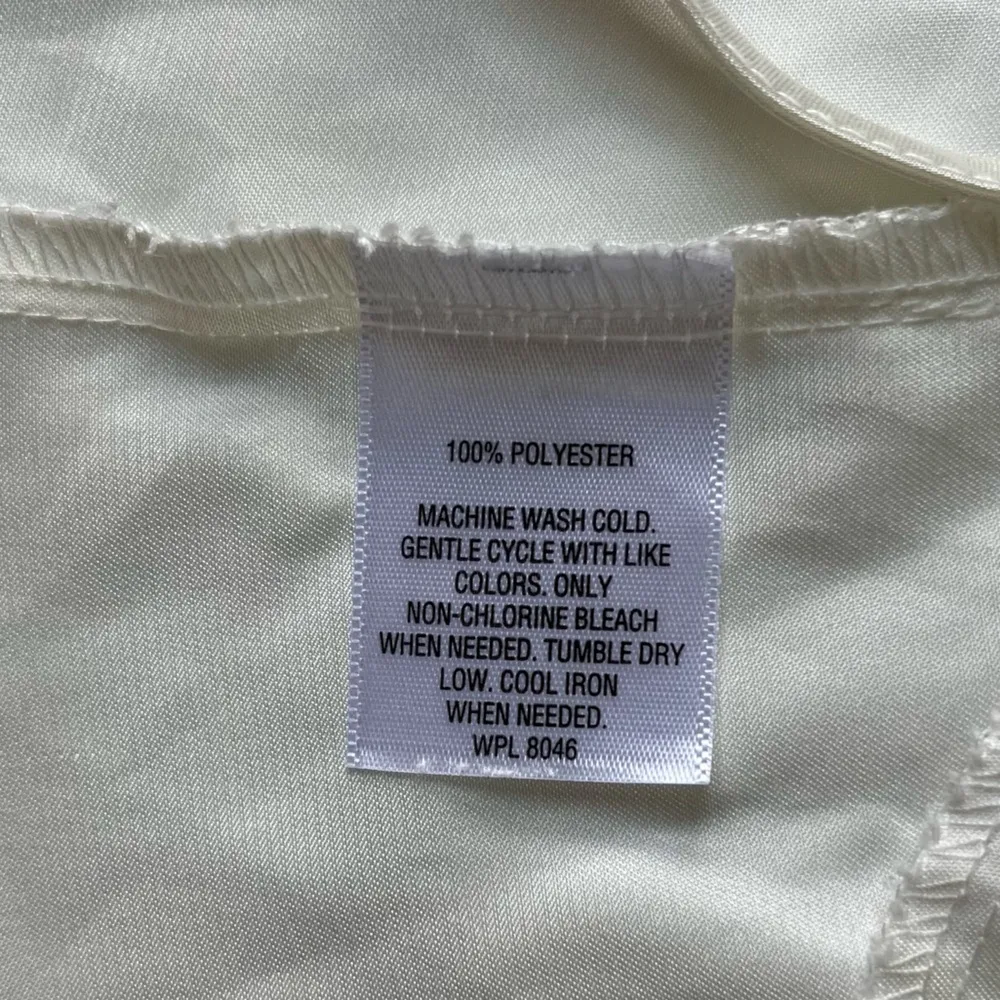 100% POLYESTER
MACHINE WASH COLD.
GENTLE CYCLE WITH LIKE
COLORS. ONLY
NON-CHLORINE BLEACH
WHEN NEEDED. TUMBLE DRY
LOW. COOL IRON
WHEN NEEDED.
WPL 8046